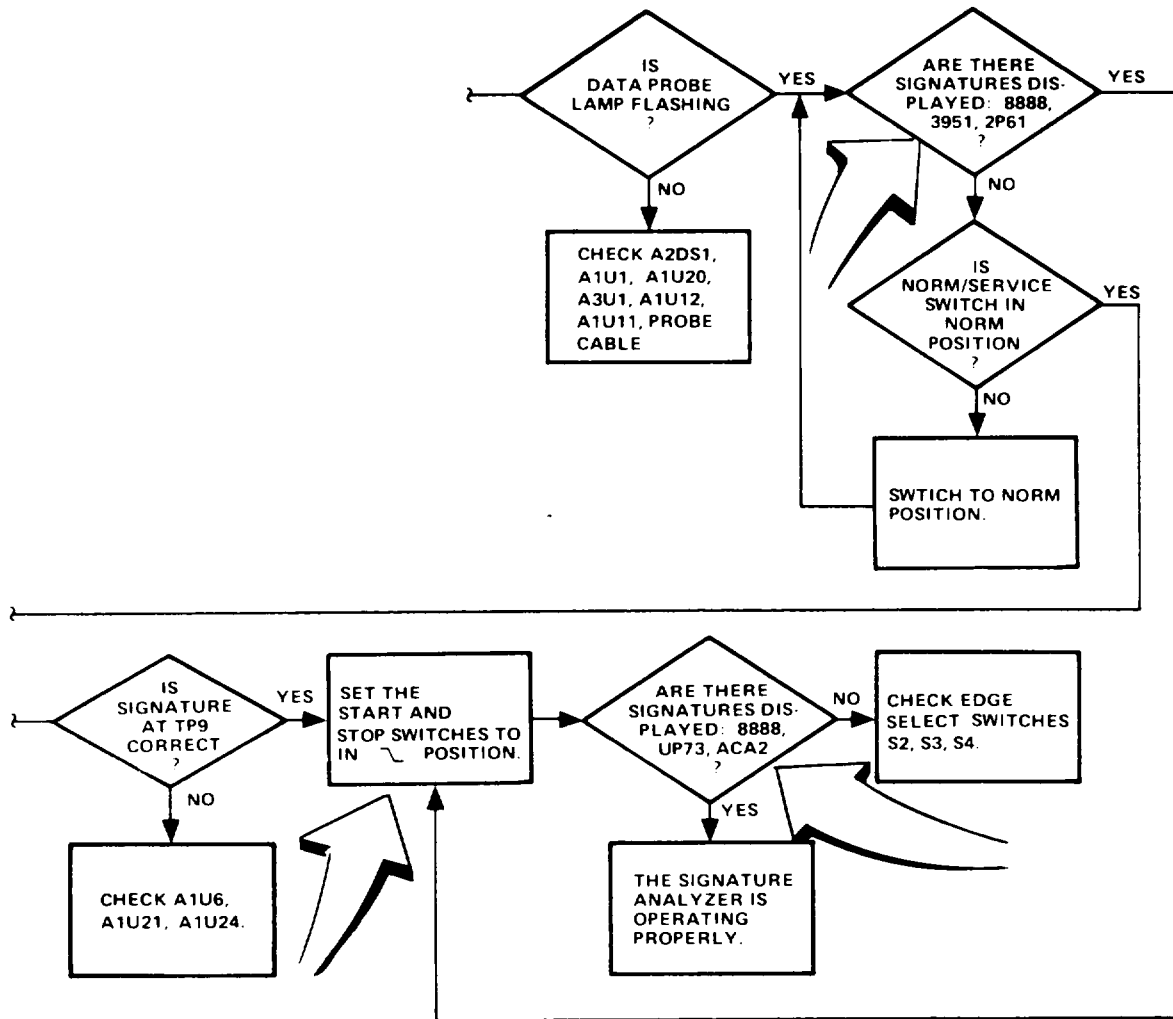 IS
DATA PROBE
LAMP FLASHING
?
YES
NO
CHECK A2DS1,
A1U1, A1U20,
A3U1, A1U12,
A1U11, PROBE
CABLE
ARE THERE
SIGNATURES DIS-
PLAYED: 8888,
3951, 2P61
?
YES
NO
IS
NORM/SERVICE
SWITCH IN
NORM
POSITION
?
YES
NO
SWTICH TO NORM
POSITION.
IS
SIGNATURE
AT TP9
CORRECT
?
YES
NO
CHECK A1U6,
A1U21, A1U24.
SET THE
START AND
STOP SWITCHES TO
IN POSITION.
ARE THERE
SIGNATURES DIS-
PLAYED: 8888,
UP73, ACA2
?
NO
YES
CHECK EDGE
SELECT SWITCHES
S2, S3, S4.
THE SIGNATURE
ANALYZER IS
OPERATING
PROPERLY.